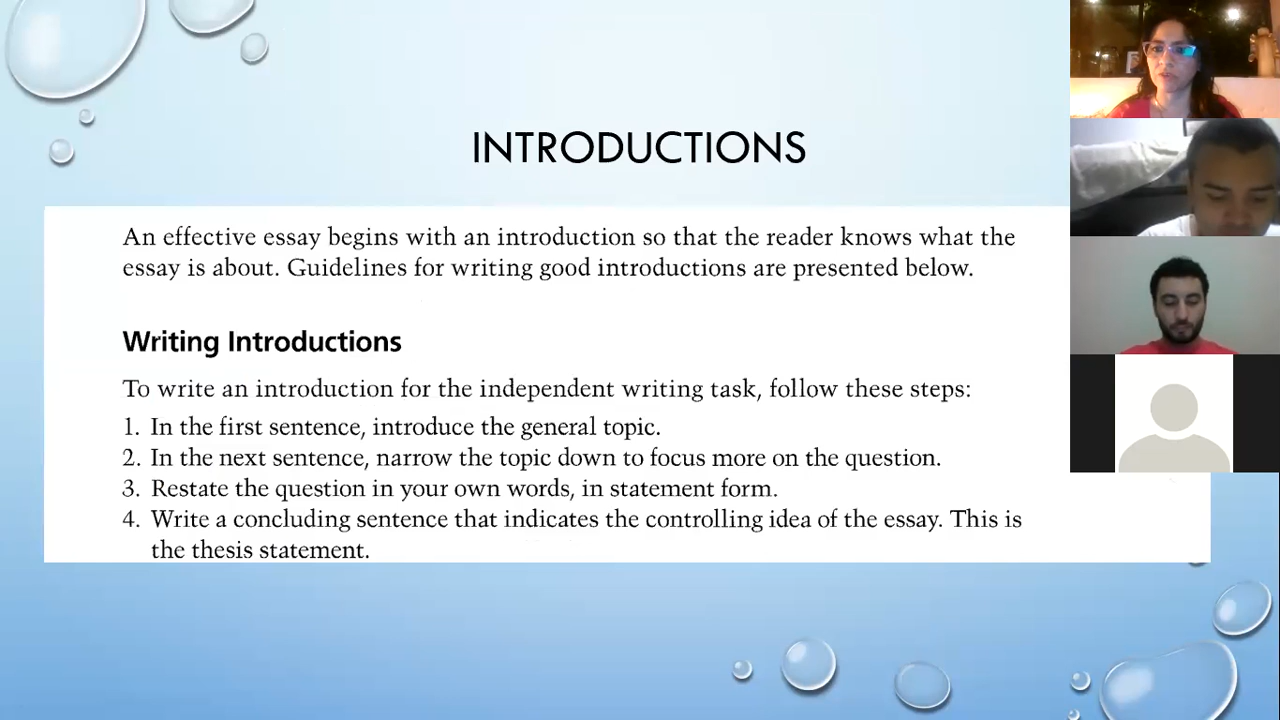 INTRODUCTIONS
An effective essay begins with an introduction so that the reader knows what the
essay is about. Guidelines for writing good introductions are presented below.
Writing Introductions
To write an introduction for the independent writing task, follow these steps:
1. In the first sentence, introduce the general topic.
2. In the next sentence, narrow the topic down to focus more on the question.
3. Restate the question in your own words, in statement form.
4. Write a concluding sentence that indicates the controlling idea of the essay. This is
the thesis statement.